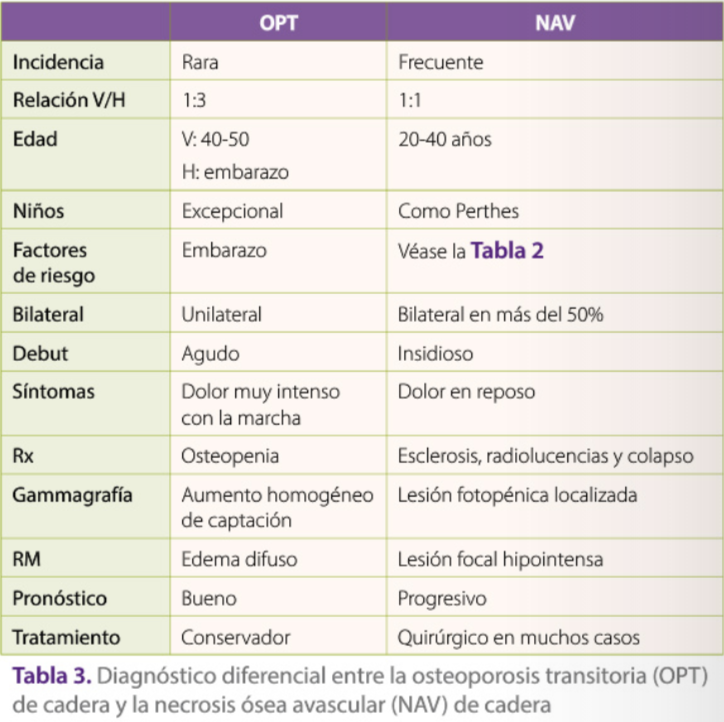 OPT NAV
Incidencia Rara Frecuente
Relación V/H 1:3 1:1
Edad V: 40-50 20-40 años
H: embarazo
Niños Excepcional Como Perthes
Factores Embarazo Véase la Tabla 2
de riesgo
Bilateral Unilateral Bilateral en más del 50%
Debut Agudo Insidioso
Síntomas Dolor muy intenso Dolor en reposo
con la marcha
Rx Osteopenia Esclerosis, radiolucencias y colapso
Gammagrafía Aumento homogéneo Lesión fotopénica localizada
de captación
RM Edema difuso Lesión focal hipointensa
Pronóstico Bueno Progresivo
Tratamiento Conservador Quirúrgico en muchos casos
Tabla 3. Diagnóstico diferencial entre la osteoporosis transitoria (OPT)
de cadera y la necrosis ósea avascular (NAV) de cadera